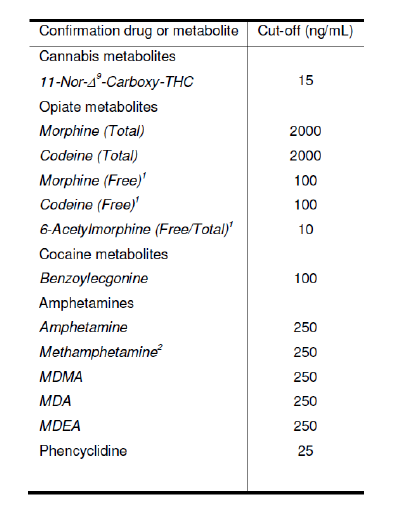 Confirmation drug or metabolite Cut-off (ng/mL)
Cannabis metabolites
11-Nor-Δ⁹-Carboxy-THC 15
Opiate metabolites
Morphine (Total) 2000
Codeine (Total) 2000
Morphine (Free)¹ 100
Codeine (Free)¹ 100
6-Acetylmorphine (Free/Total)¹ 10
Cocaine metabolites
Benzoylecgonine 100
Amphetamines
Amphetamine 250
Methamphetamine² 250
MDMA 250
MDA 250
MDEA 250
Phencyclidine 25